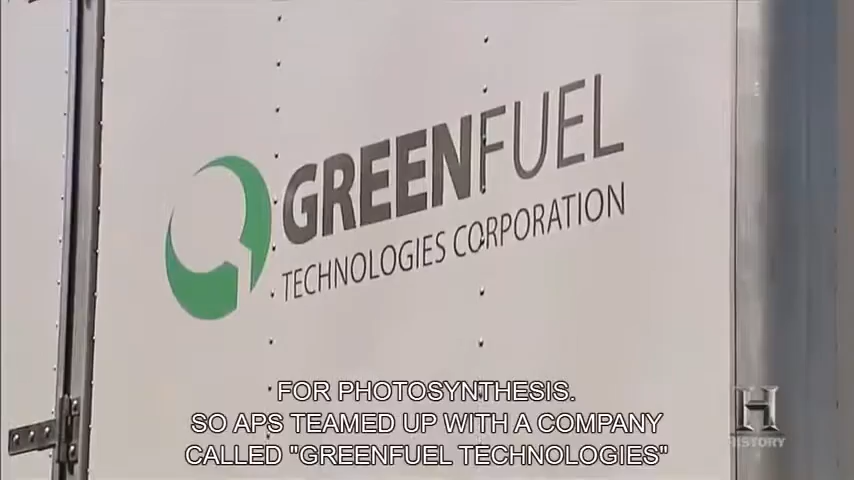 GREENFUEL
TECHNOLOGIES CORPORATION
FOR PHOTOSYNTHESIS.
SO APS TEAMED UP WITH A COMPANY
CALLED "GREENFUEL TECHNOLOGIES"
H
HISTORY